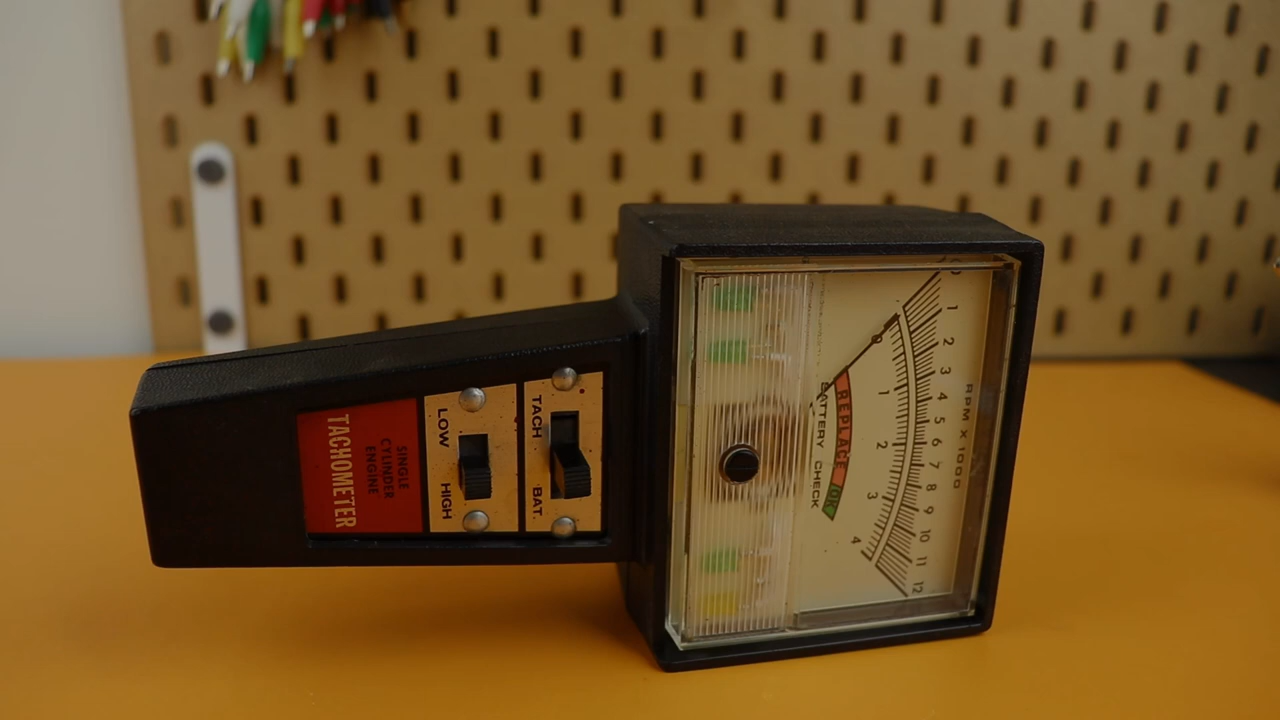 TACHOMETER
SINGLE
CYLINDER
ENGINE
LOW HIGH
TACH BAT.
RPM X 1000
0 1 2 3 4 5 6 7 8 9 10 11 12
0 1 2 3 4
REPLACE OK
BATTERY CHECK